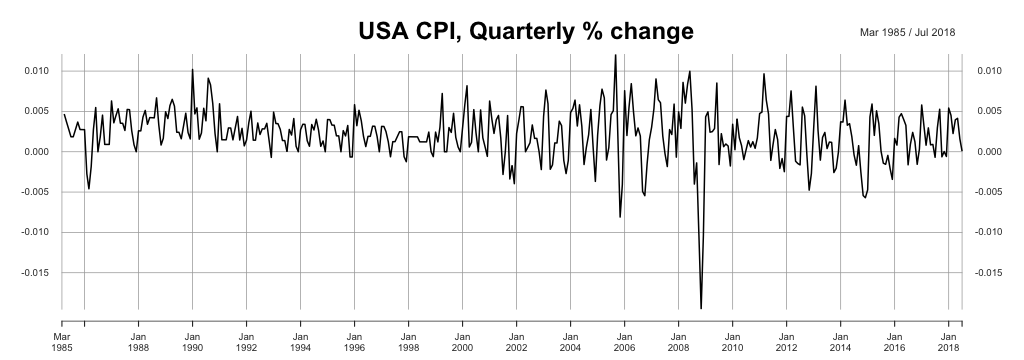 USA CPI, Quarterly % change
Mar 1985 / Jul 2018
0.010 0.010
0.005 0.005
0.000 0.000
-0.005 -0.005
-0.010 -0.010
-0.015 -0.015
Mar Jan Jan Jan Jan Jan Jan Jan Jan Jan Jan Jan Jan Jan Jan Jan Jan
1985 1988 1990 1992 1994 1996 1998 2000 2002 2004 2006 2008 2010 2012 2014 2016 2018